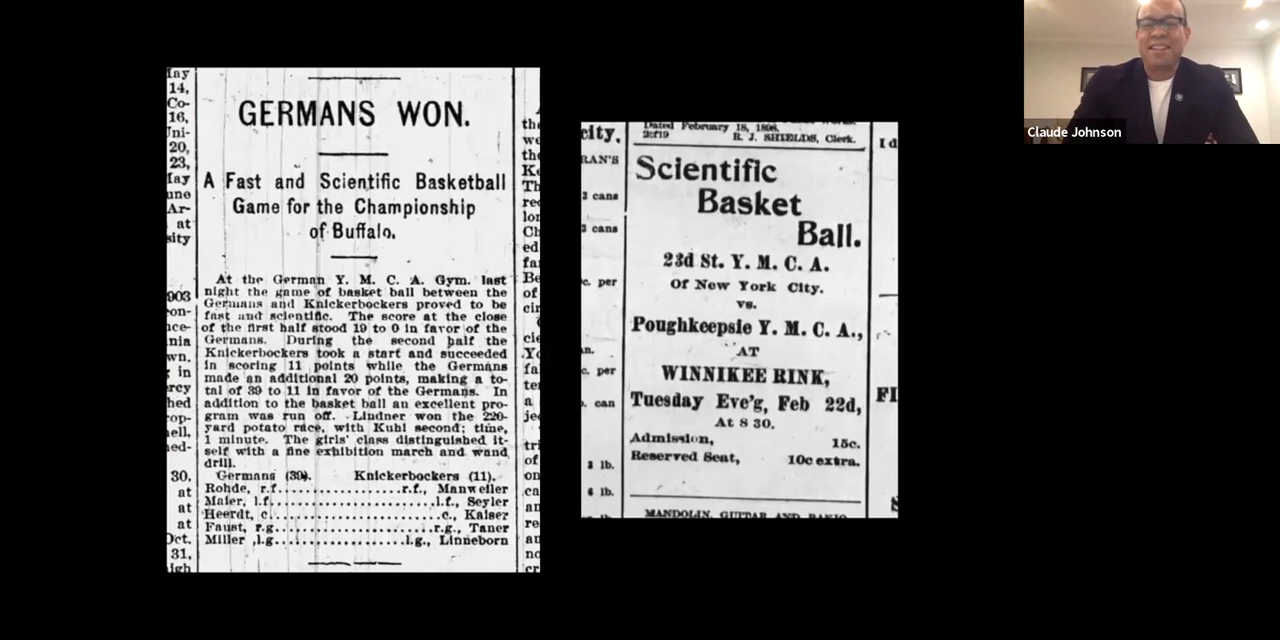 GERMANS WON.
A Fast and Scientific Basketball
Game for the Championship
of Buffalo.
At the German Y. M. C. A. Gym. last
night the game of basket ball between the
Germans and Knickerbockers proved to be
fast and scientific. The score at the close
of the first half stood 19 to 0 in favor of the
Germans. During the second half the
Knickerbockers took a start and succeeded
in scoring 11 points while the Germans
made an additional 20 points, making a to-
tal of 39 to 11 in favor of the Germans. In
addition to the basket ball an excellent pro-
gram was run off. Lindner won the 220-
yard potato race, with Kuhl second; time,
1 minute. The girls' class distinguished it-
self with a fine exhibition march and wand
drill.
Germans (39). Knickerbockers (11).
Rohde, r.f. r.f., Manweiler
Maier, l.f. l.f., Seyler
Heerdt, c. c., Kaiser
Faust, r.g. r.g., Taner
Miller ,l.g. l.g., Linneborn
Dated February 18, 1898.
R. J. SHIELDS, Clerk.
Scientific
Basket
Ball.
23d St. Y. M. C. A.
Of New York City.
vs.
Poughkeepsie Y. M. C. A.,
AT
WINNIKEE RINK,
Tuesday Eve'g, Feb 22d,
At 8 30.
Admission, 15c.
Reserved Seat, 10c extra.
MANDOLIN, GUITAR AND BANJO
Claude Johnson